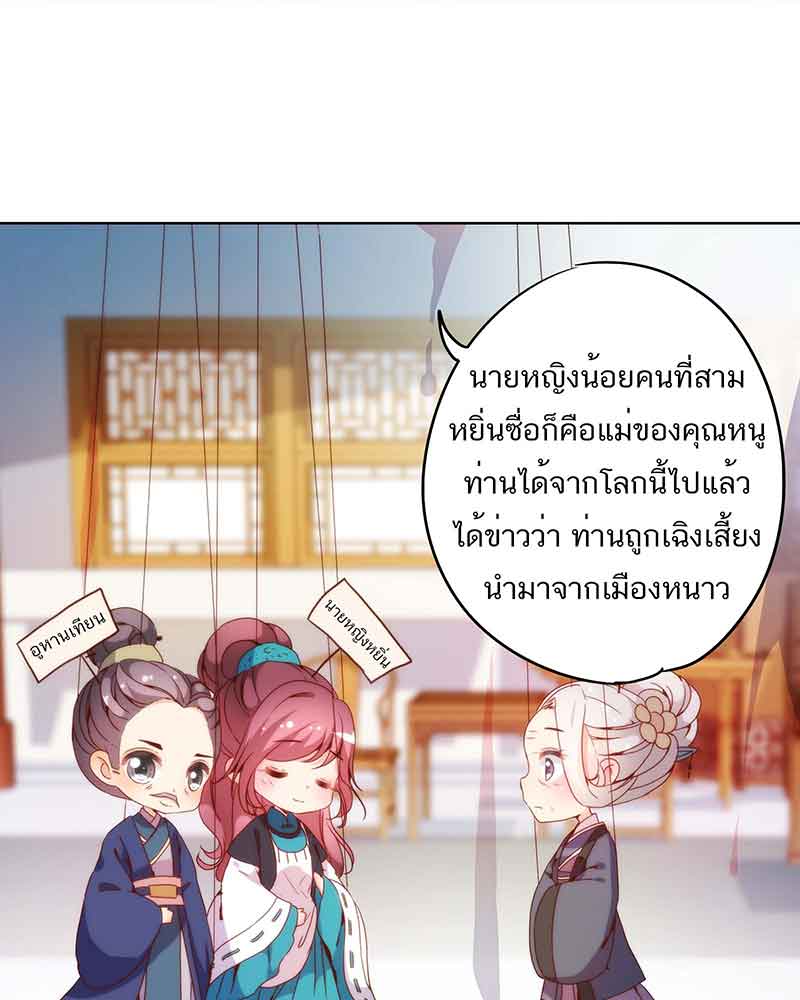 นายหญิงน้อยคนที่สาม
หยิ่นซื่อก็คือแม่ของคุณหนู
ท่านได้จากโลกนี้ไปแล้ว
ได้ข่าวว่า ท่านถูกเฉิงเสี้ยง
นำมาจากเมืองหนาว
อูหานเทียน
นายหญิงหยิ่น